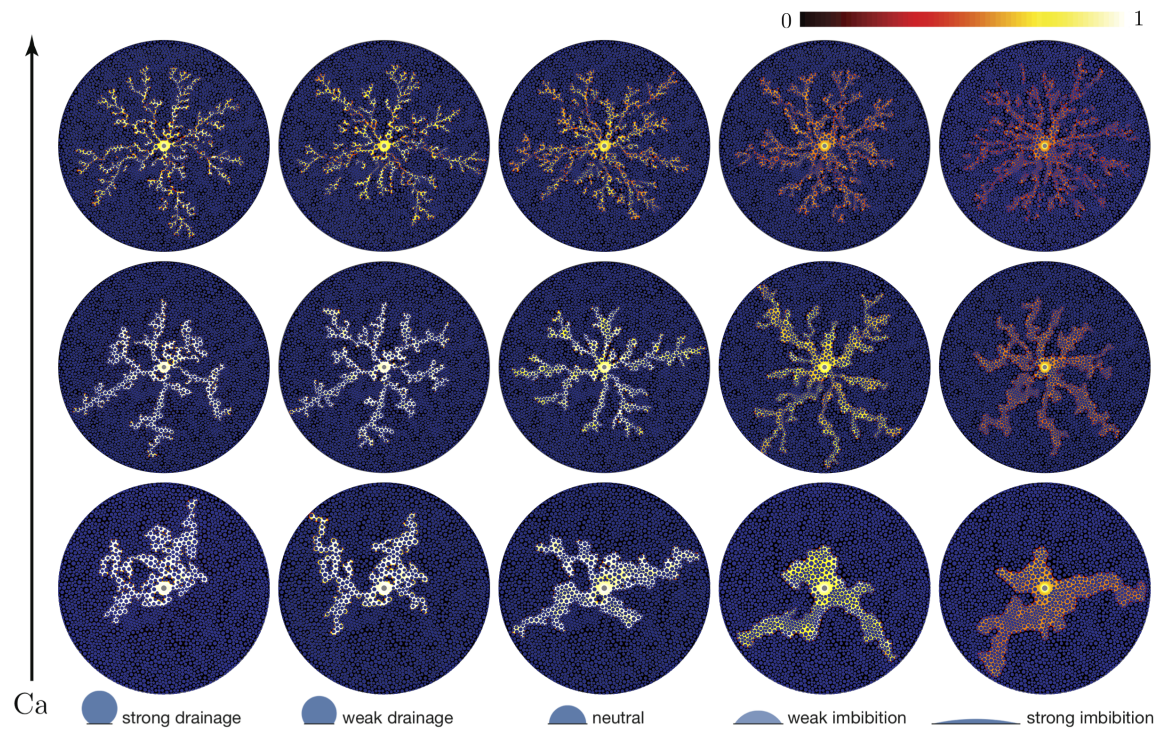 0 1
Ca
strong drainage
weak drainage
neutral
weak imbibition
strong imbibition